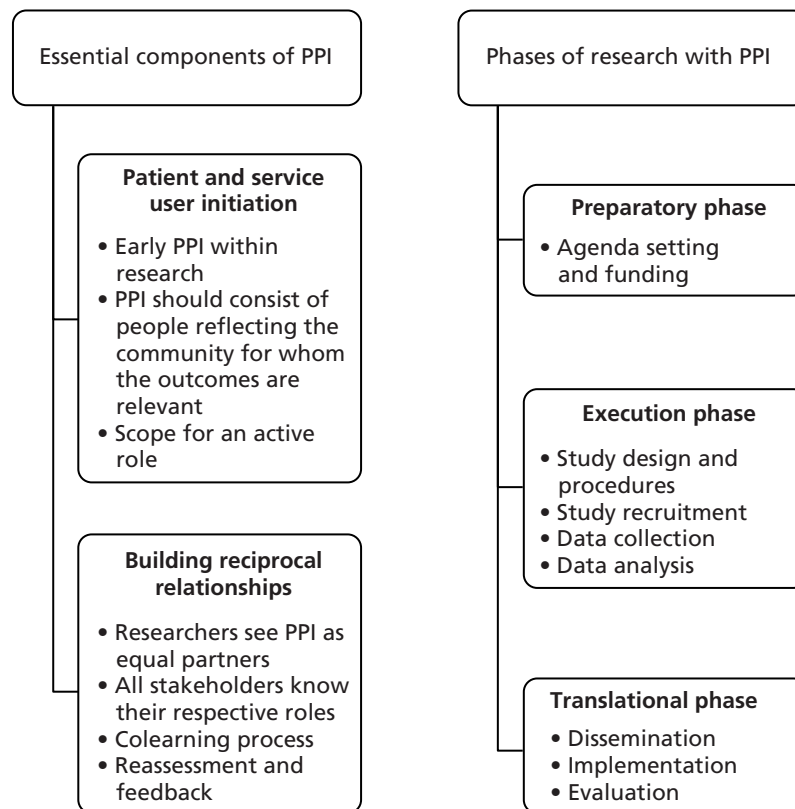 Essential components of PPI
Patient and service
user initiation
• Early PPI within
research
• PPI should consist of
people reflecting the
community for whom
the outcomes are
relevant
• Scope for an active
role
Building reciprocal
relationships
• Researchers see PPI as
equal partners
• All stakeholders know
their respective roles
• Colearning process
• Reassessment and
feedback
Phases of research with PPI
Preparatory phase
• Agenda setting
and funding
Execution phase
• Study design and
procedures
• Study recruitment
• Data collection
• Data analysis
Translational phase
• Dissemination
• Implementation
• Evaluation